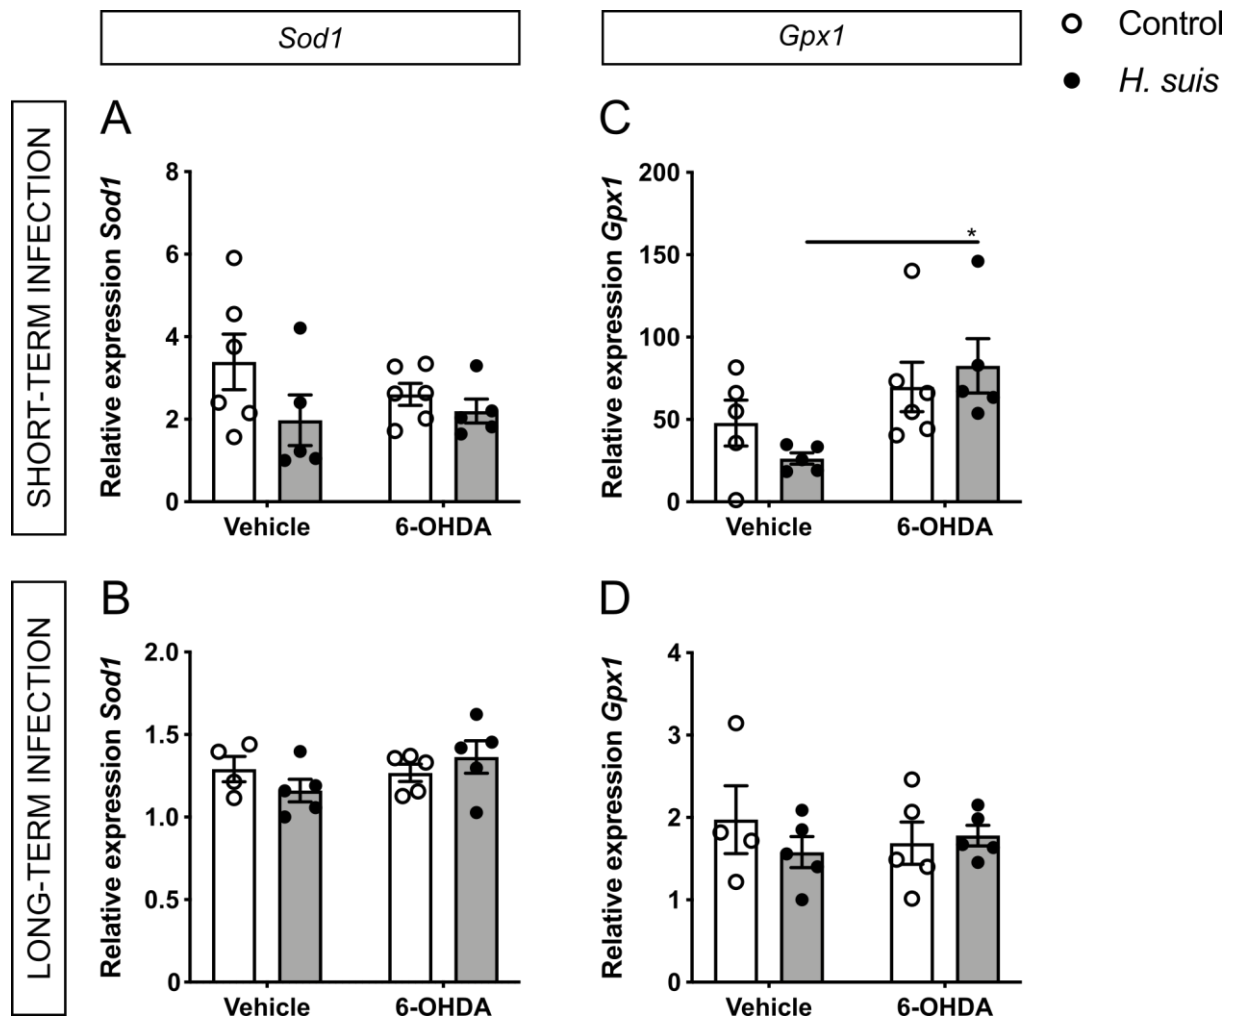 Sod1
Gpx1
Control
H. suis
SHORT-TERM INFECTION
A
Relative expression Sod1
8
6
4
2
0
Vehicle
6-OHDA
C
Relative expression Gpx1
200
150
100
50
0
*
Vehicle
6-OHDA
LONG-TERM INFECTION
B
Relative expression Sod1
2.0
1.5
1.0
0.5
0
Vehicle
6-OHDA
D
Relative expression Gpx1
4
3
2
1
0
Vehicle
6-OHDA